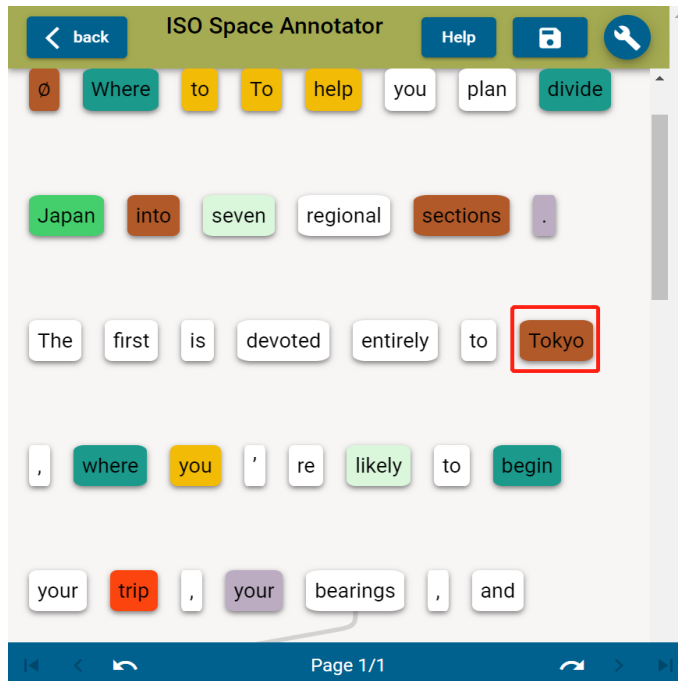 back ISO Space Annotator Help
Ø Where to To help you plan divide
Japan into seven regional sections .
The first is devoted entirely to Tokyo
, where you ’ re likely to begin
your trip , your bearings , and
Page 1/1